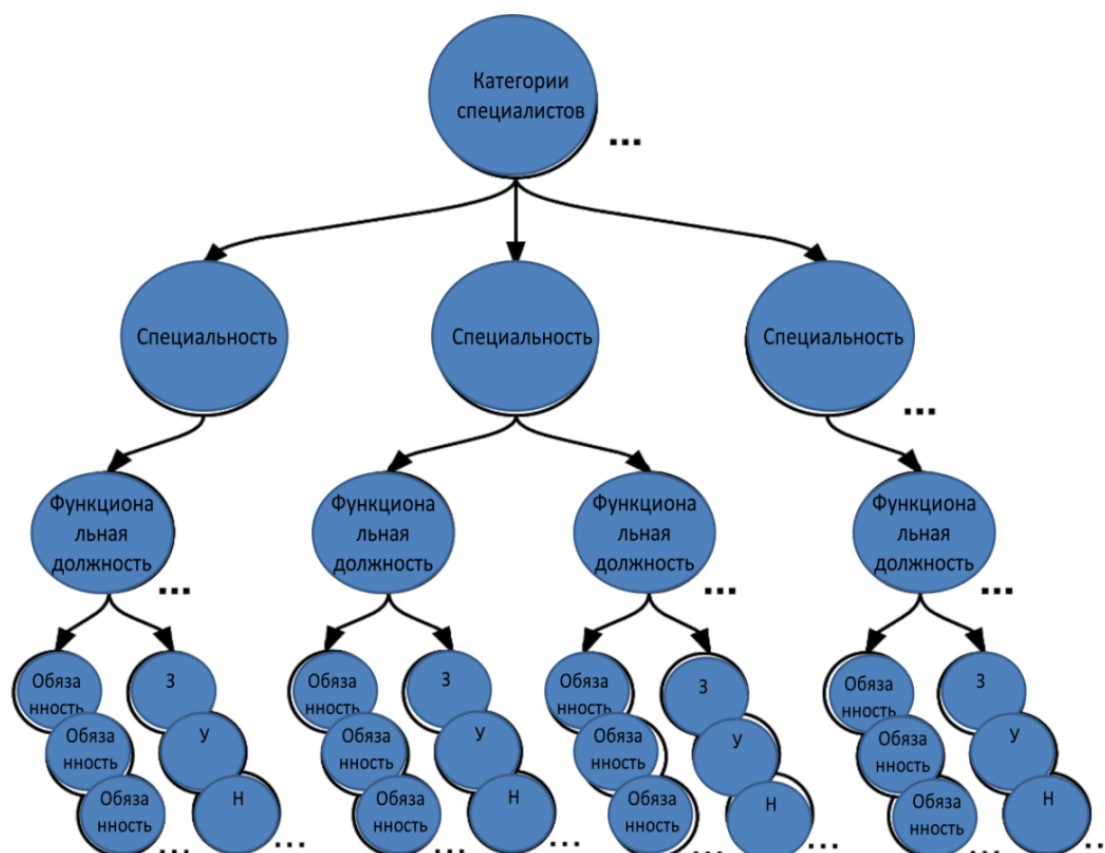 Категории
специалистов
...
Специальность
Специальность
Специальность
...
Функциона
льная
должность
...
Функциона
льная
должность
Функциона
льная
должность
...
Функциона
льная
должность
...
Обяза
нность
Обяза
нность
Обяза
нность
...
З
У
Н
...
Обяза
нность
Обяза
нность
Обяза
нность
...
З
У
Н
...
Обяза
нность
Обяза
нность
Обяза
нность
...
З
У
Н
...
Обяза
нность
Обяза
нность
Обяза
нность
...
З
У
Н
...